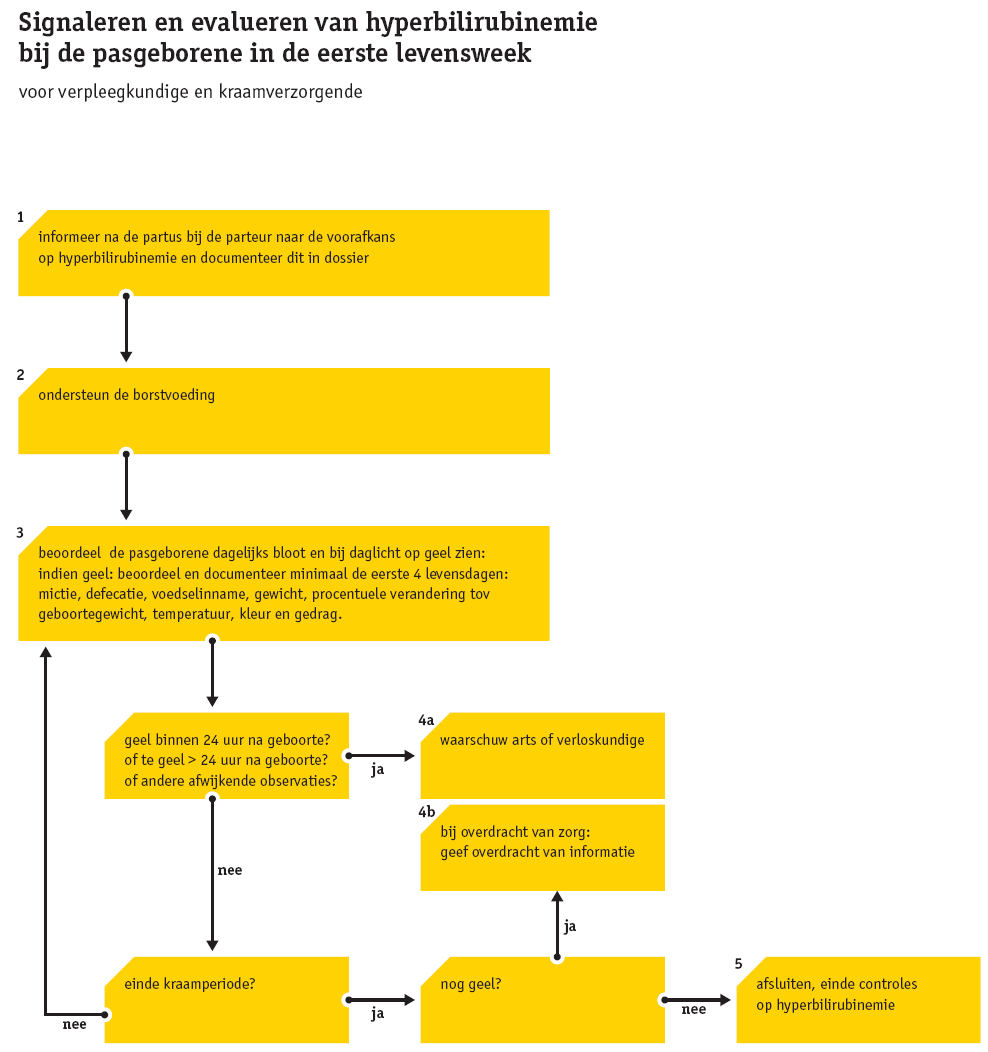 Signaleren en evalueren van hyperbilirubinemie
bij de pasgeborene in de eerste levensweek
voor verpleegkundige en kraamverzorgende
1
informeer na de partus bij de parteur naar de voorafkans
op hyperbilirubinemie en documenteer dit in dossier
2
ondersteun de borstvoeding
3
beoordeel de pasgeborene dagelijks bloot en bij daglicht op geel zien:
indien geel: beoordeel en documenteer minimaal de eerste 4 levensdagen:
mictie, defecatie, voedselinname, gewicht, procentuele verandering tov
geboortegewicht, temperatuur, kleur en gedrag.
geel binnen 24 uur na geboorte?
of te geel > 24 uur na geboorte?
of andere afwijkende observaties?
ja
4a
waarschuw arts of verloskundige
4b
bij overdracht van zorg:
geef overdracht van informatie
nee
ja
einde kraamperiode?
nee
ja
nog geel?
nee
5
afsluiten, einde controles
op hyperbilirubinemie